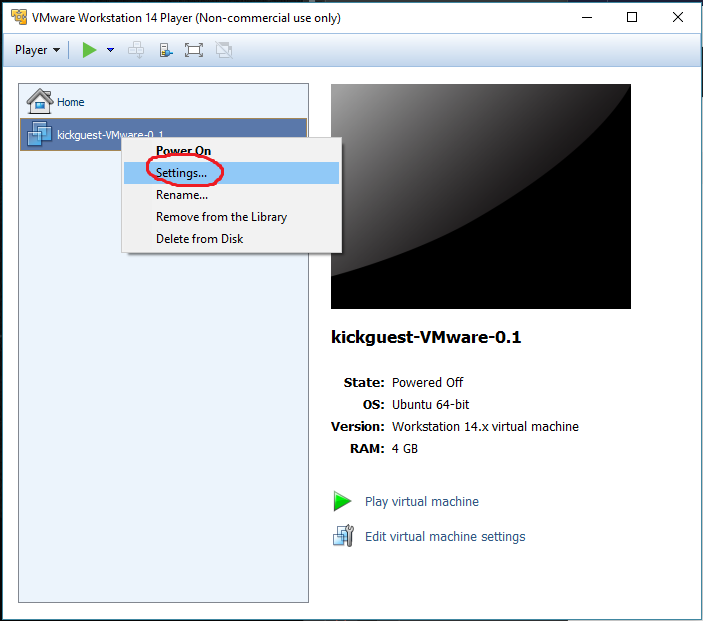 VMware Workstation 14 Player (Non-commercial use only)
Player
Home
kickguest-VMware-0.1
Power On
Settings...
Rename...
Remove from the Library
Delete from Disk
kickguest-VMware-0.1
State: Powered Off
OS: Ubuntu 64-bit
Version: Workstation 14.x virtual machine
RAM: 4 GB
Play virtual machine
Edit virtual machine settings